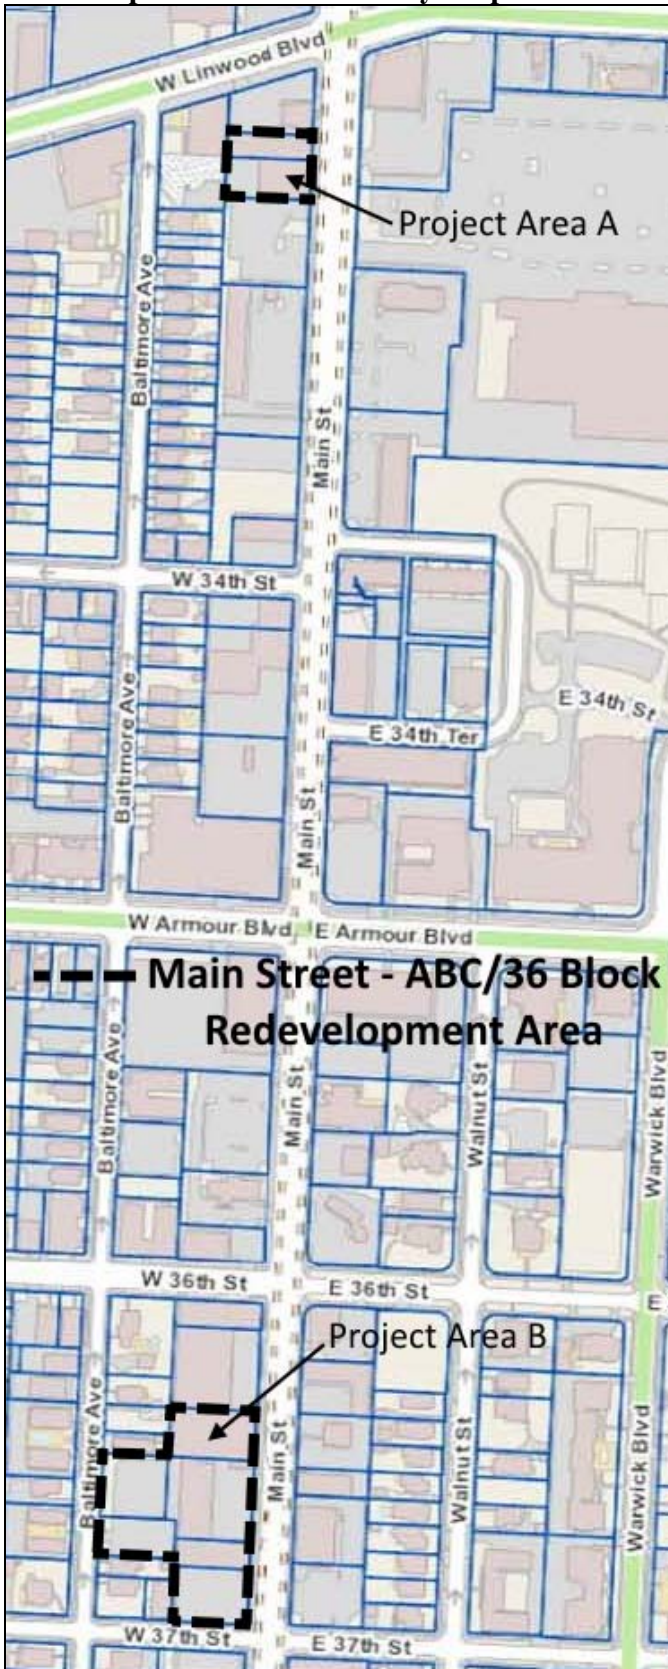 W Linwood Blvd
Project Area A
Baltimore Ave
Main St
W 34th St
E 34th St
Baltimore Ave
E 34th Ter
Main St
W Armour Blvd
E Armour Blvd
Main Street - ABC/36 Block
Redevelopment Area
Baltimore Ave
Main St
Walnut St
Warwick Blvd
W 36th St
E 36th St
E
Project Area B
Baltimore Ave
Main St
Walnut St
Warwick Blvd
W 37th St
E 37th St